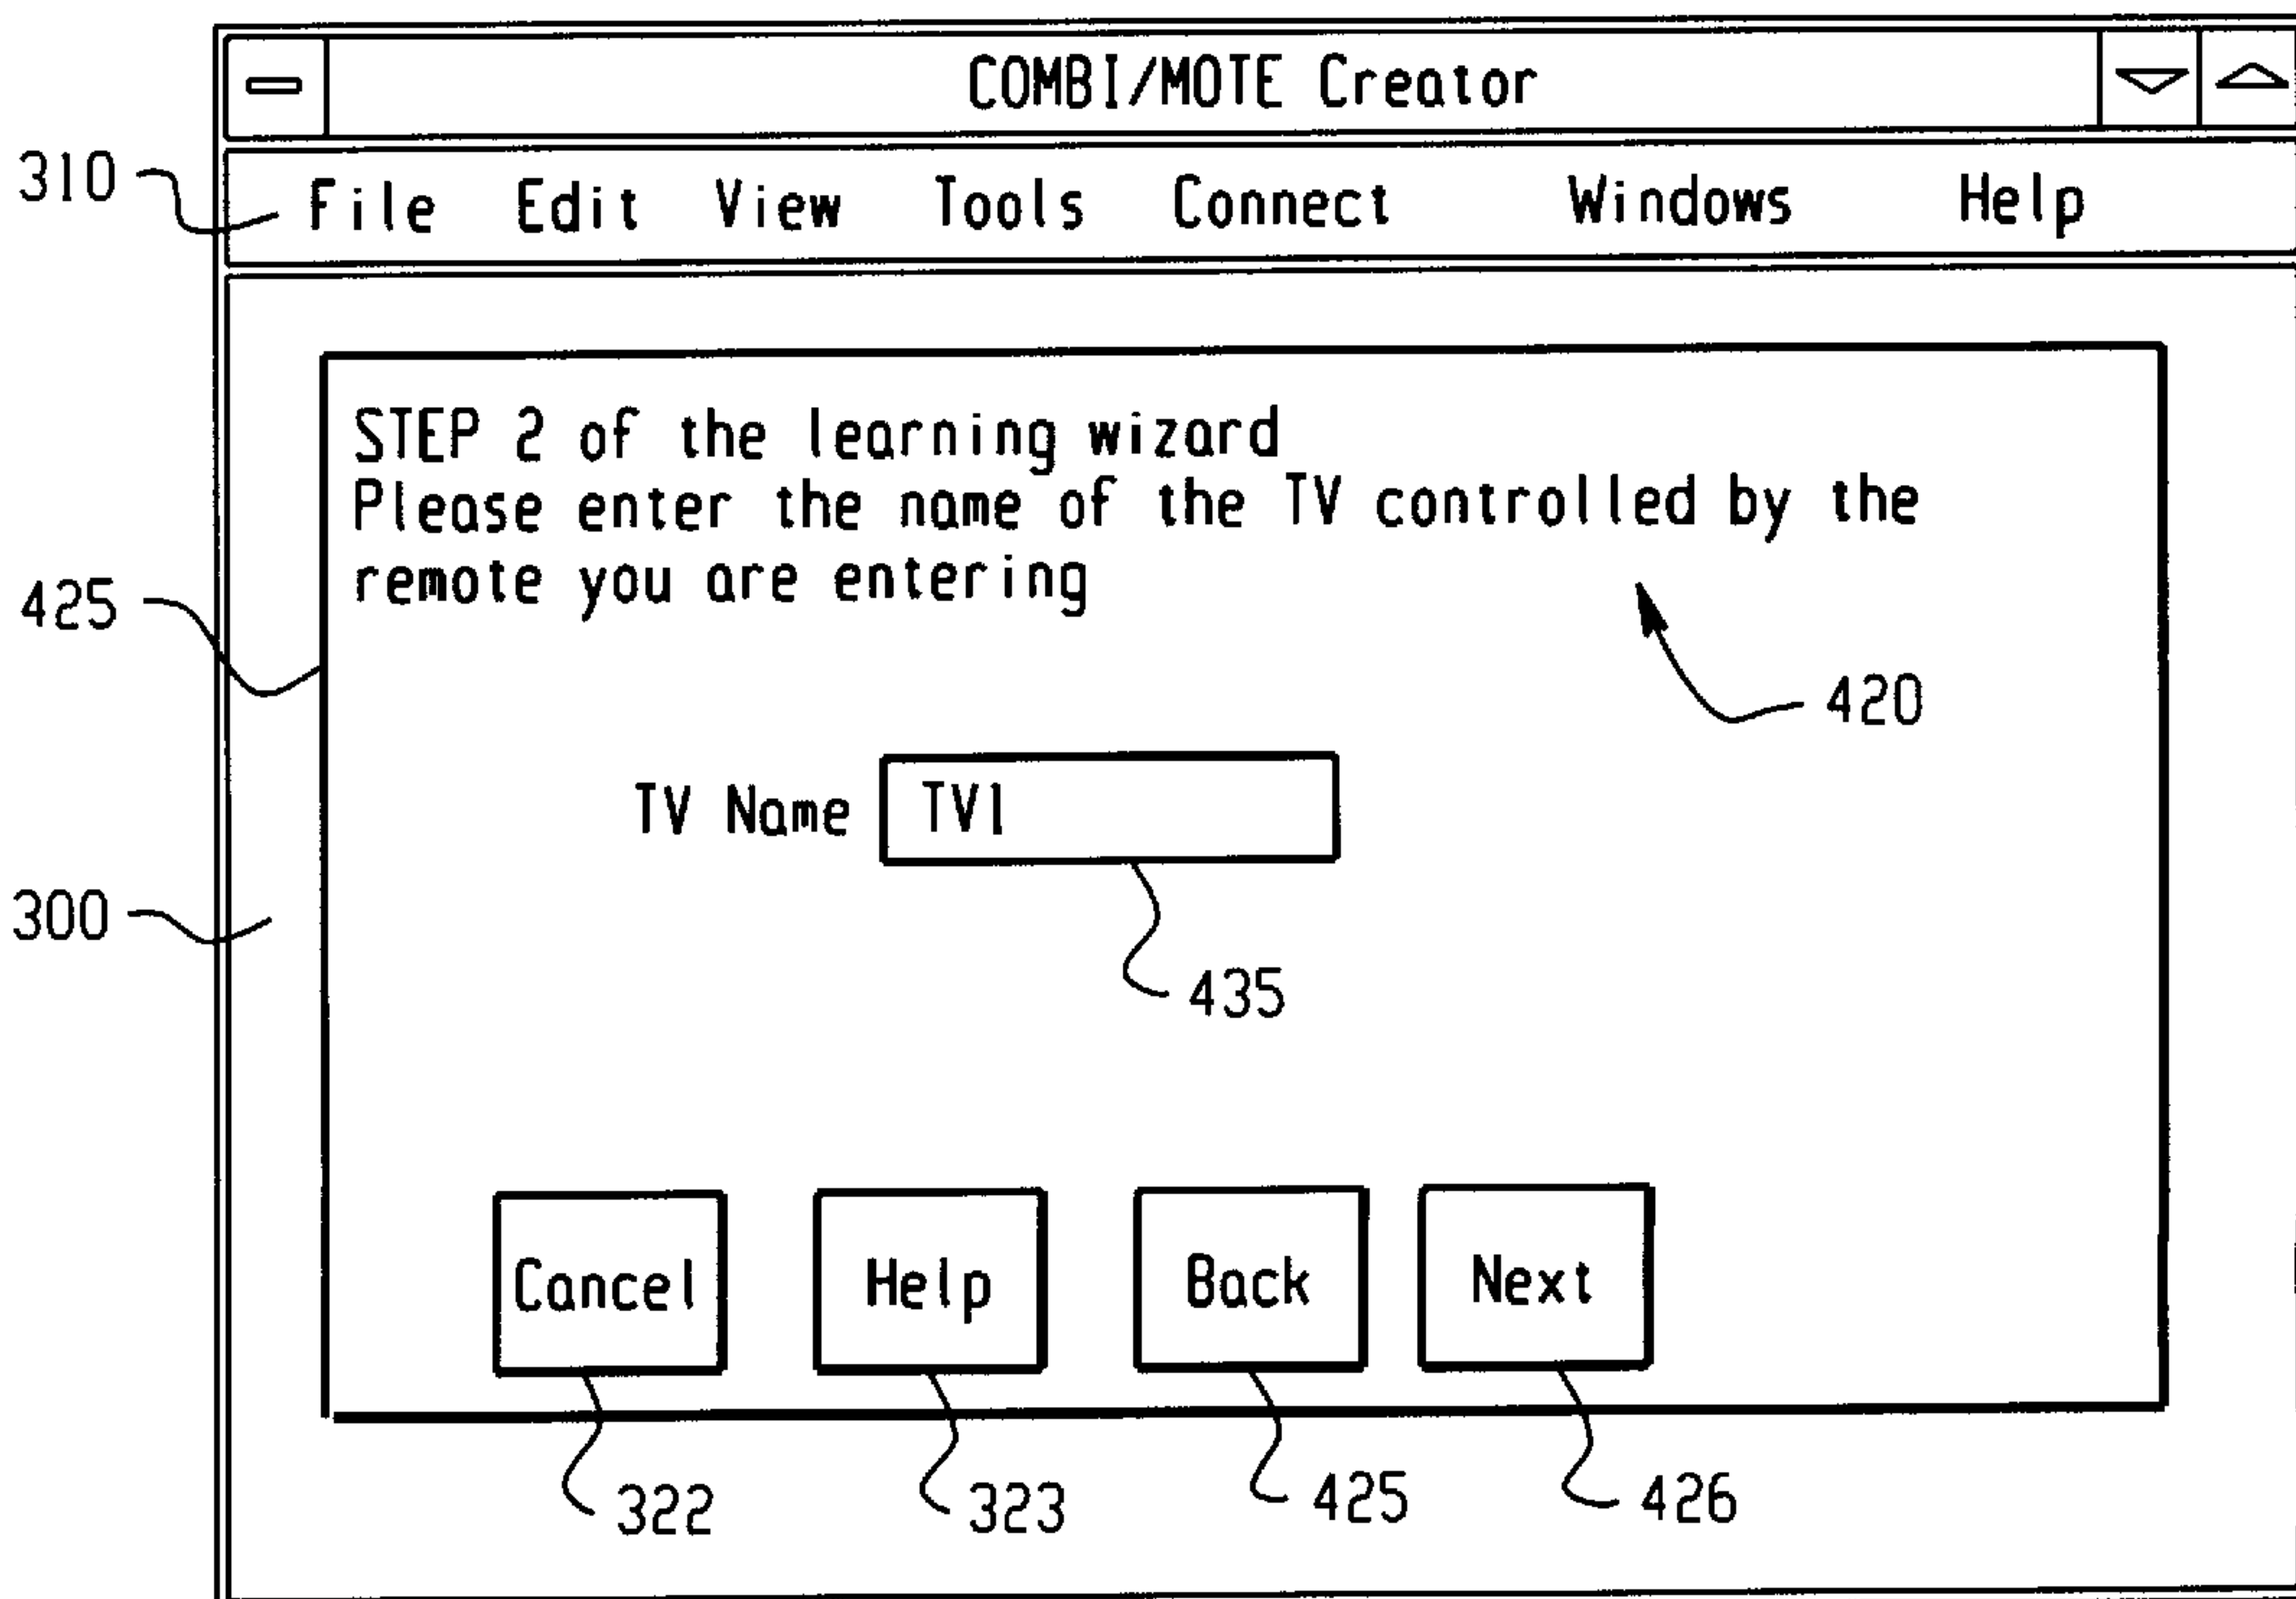 COMBI/MOTE Creator
310
File Edit View Tools Connect Windows Help
STEP 2 of the learning wizard
Please enter the name of the TV controlled by the
remote you are entering
425
420
TV Name TV1
300
435
Cancel Help Back Next
322 323 425 426